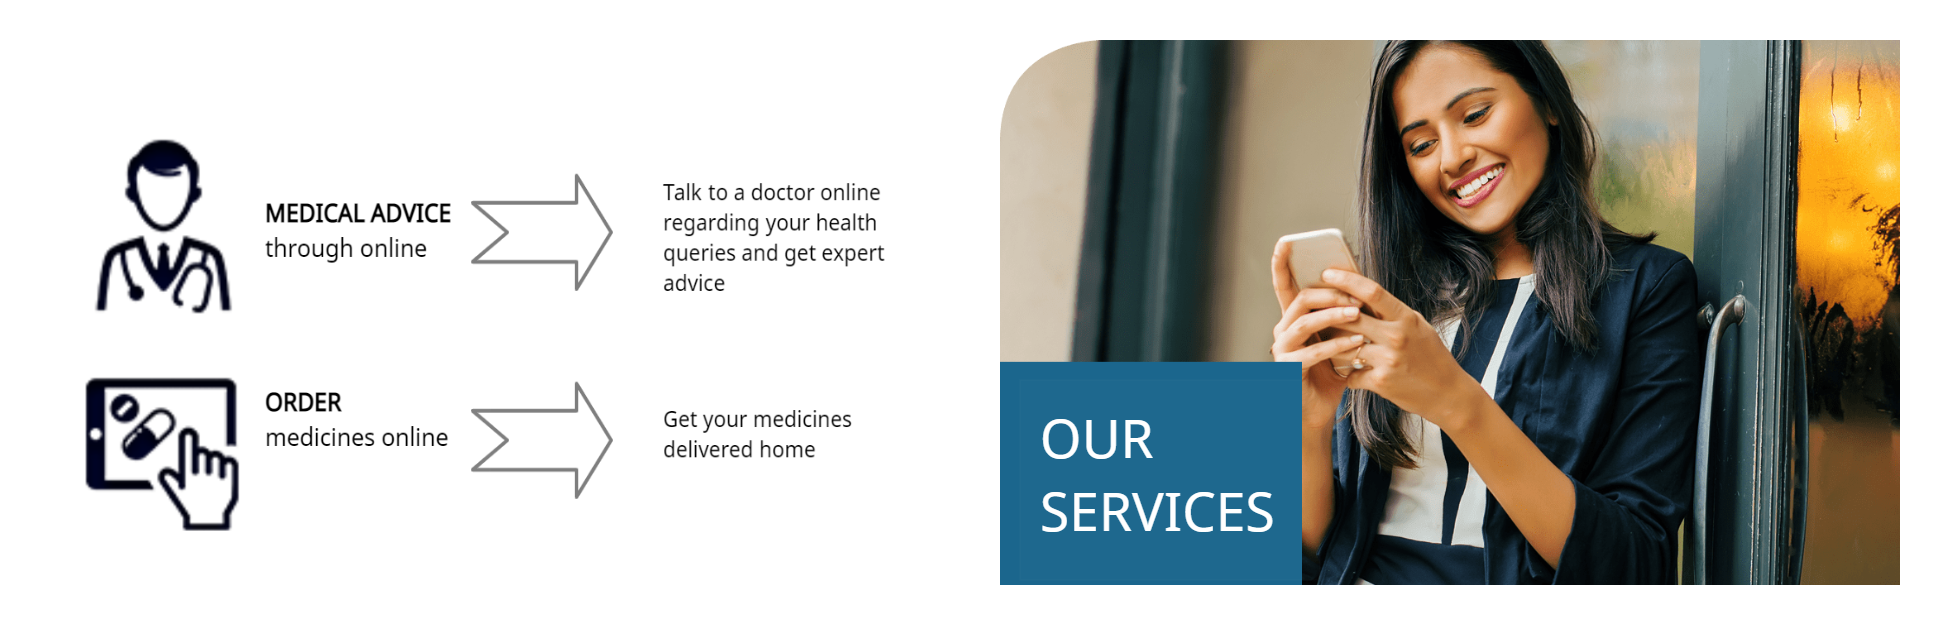 MEDICAL ADVICE
through online
Talk to a doctor online
regarding your health
queries and get expert
advice
ORDER
medicines online
Get your medicines
delivered home
OUR
SERVICES